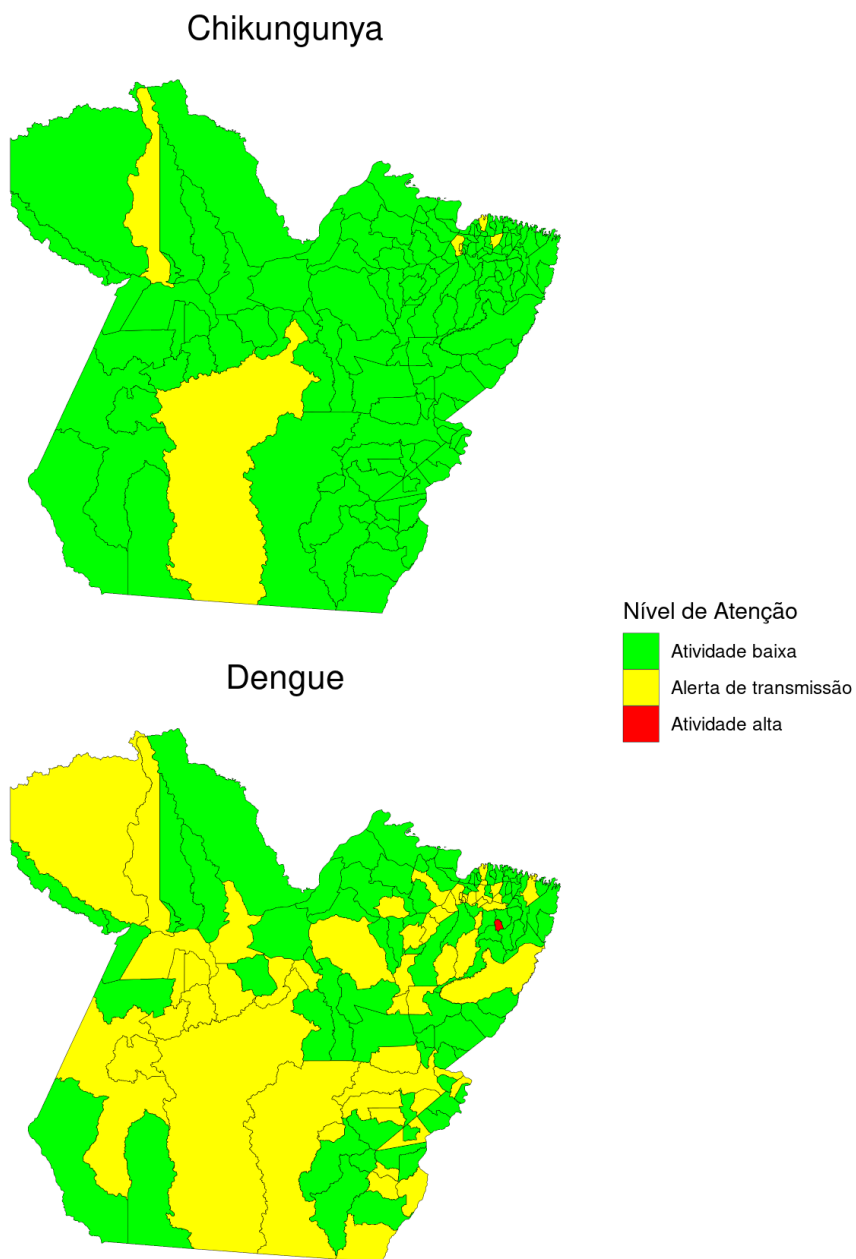 Chikungunya
Nível de Atenção
Atividade baixa
Alerta de transmissão
Atividade alta
Dengue